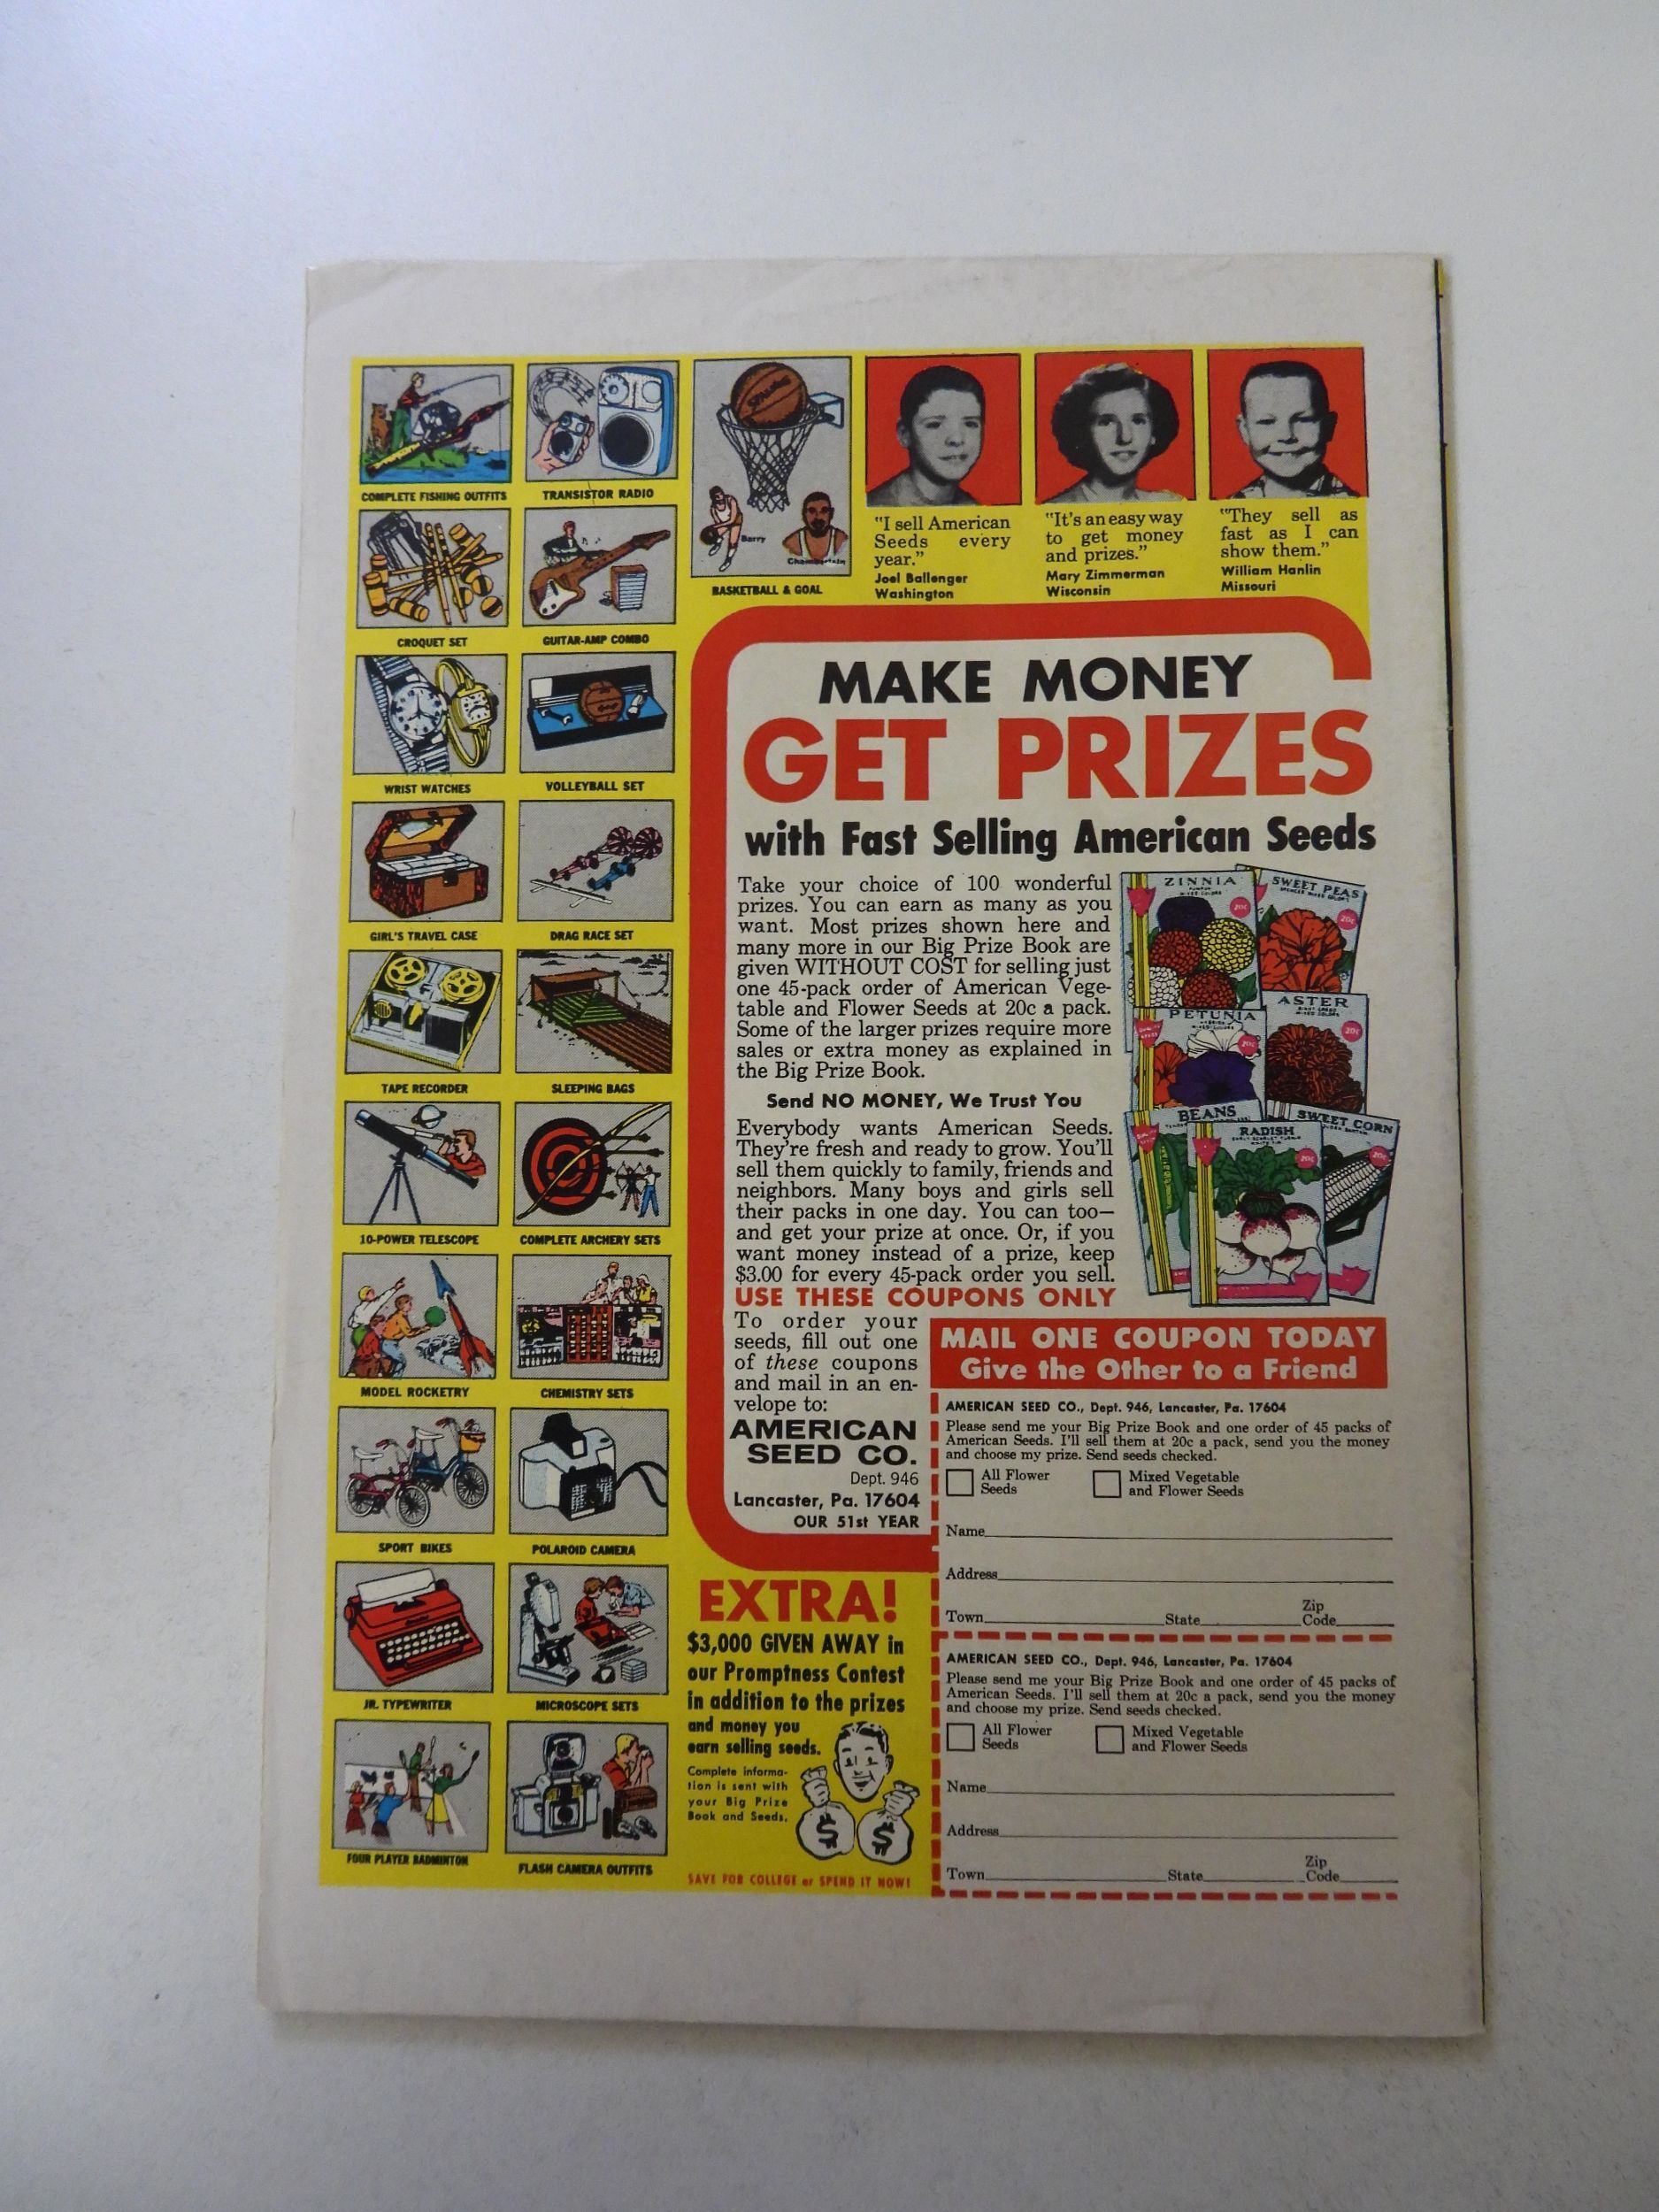 COMPLETE FISHING OUTFITS
TRANSISTOR RADIO
CROQUET SET
GUITAR-AMP COMBO
WRIST WATCHES
VOLLEYBALL SET
GIRL'S TRAVEL CASE
DRAG RACE SET
TAPE RECORDER
SLEEPING BAGS
10-POWER TELESCOPE
COMPLETE ARCHERY SETS
MODEL ROCKETRY
CHEMISTRY SETS
SPORT BIKES
POLAROID CAMERA
JR. TYPEWRITER
MICROSCOPE SETS
FOUR PLAYER BADMINTON
FLASH CAMERA OUTFITS
Barry
Chamberlain
BASKETBALL & GOAL
"I sell American
Seeds every
year."
Joel Ballenger
Washington
"It's an easy way
to get money
and prizes."
Mary Zimmerman
Wisconsin
"They sell as
fast as I can
show them."
William Hanlin
Missouri
MAKE MONEY
GET PRIZES
with Fast Selling American Seeds
Take your choice of 100 wonderful
prizes. You can earn as many as you
want. Most prizes shown here and
many more in our Big Prize Book are
given WITHOUT COST for selling just
one 45-pack order of American Vege-
table and Flower Seeds at 20c a pack.
Some of the larger prizes require more
sales or extra money as explained in
the Big Prize Book.
Send NO MONEY, We Trust You
Everybody wants American Seeds.
They're fresh and ready to grow. You'll
sell them quickly to family, friends and
neighbors. Many boys and girls sell
their packs in one day. You can too—
and get your prize at once. Or, if you
want money instead of a prize, keep
$3.00 for every 45-pack order you sell.
USE THESE COUPONS ONLY
To order your
seeds, fill out one
of these coupons
and mail in an en-
velope to:
AMERICAN
SEED CO.
Dept. 946
Lancaster, Pa. 17604
OUR 51st YEAR
ZINNIA
MIXED COLORS
20¢
SWEET PEAS
20¢
PETUNIA
MIXED COLORS
20¢
ASTER
MIXED COLORS
20¢
BEANS
RADISH
20¢
SWEET CORN
20¢
EXTRA!
$3,000 GIVEN AWAY in
our Promptness Contest
in addition to the prizes
and money you
earn selling seeds.
Complete informa-
tion is sent with
your Big Prize
Book and Seeds.
$ $
SAVE FOR COLLEGE or SPEND IT NOW!
MAIL ONE COUPON TODAY
Give the Other to a Friend
AMERICAN SEED CO., Dept. 946, Lancaster, Pa. 17604
Please send me your Big Prize Book and one order of 45 packs of
American Seeds. I'll sell them at 20c a pack, send you the money
and choose my prize. Send seeds checked.
All Flower
Seeds
Mixed Vegetable
and Flower Seeds
Name
Address
Town State Zip Code
AMERICAN SEED CO., Dept. 946, Lancaster, Pa. 17604
Please send me your Big Prize Book and one order of 45 packs of
American Seeds. I'll sell them at 20c a pack, send you the money
and choose my prize. Send seeds checked.
All Flower
Seeds
Mixed Vegetable
and Flower Seeds
Name
Address
Town State Zip Code